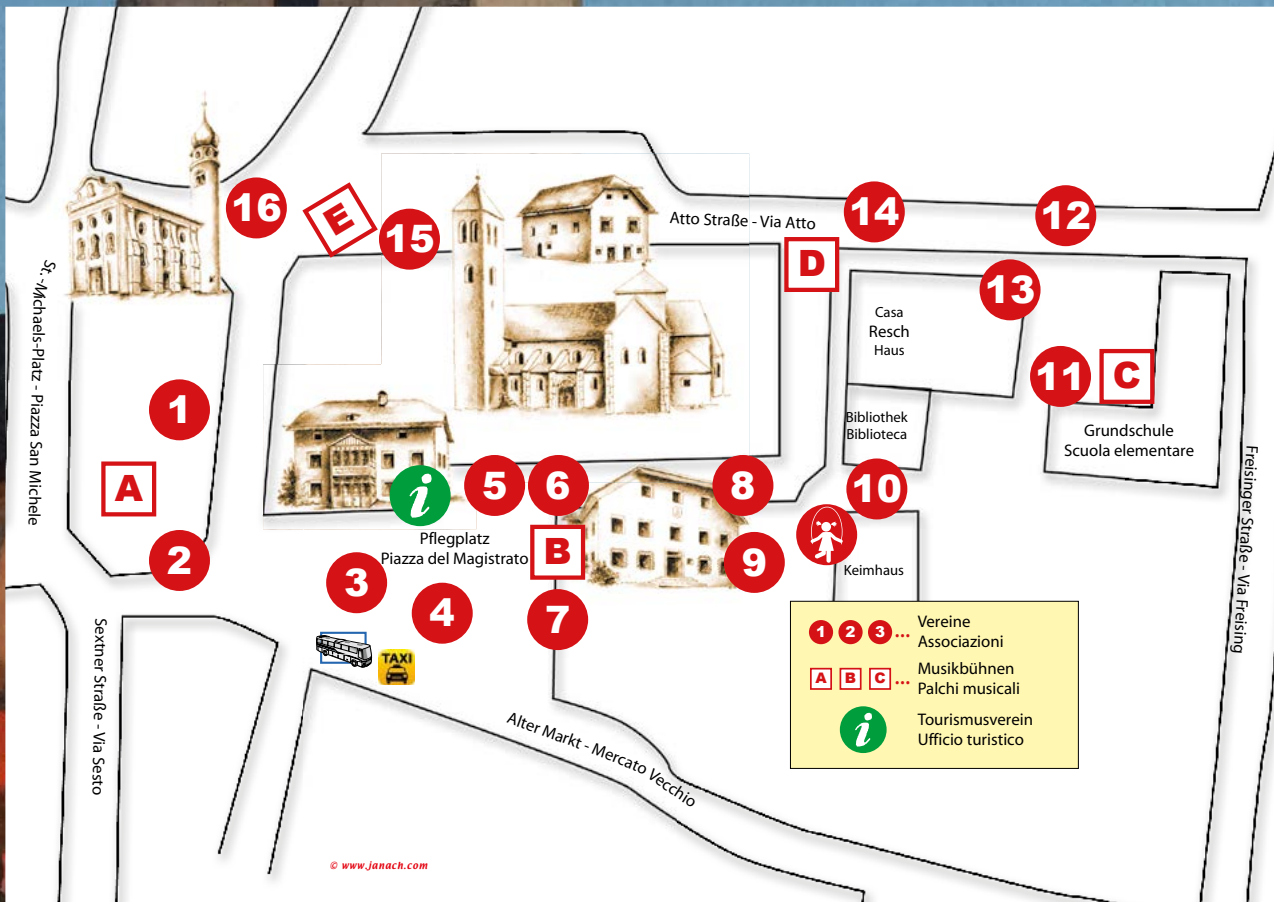 16
E
15
Atto Straße - Via Atto
14
12
D
13
Casa
Resch
Haus
11
C
St.-Michaels-Platz - Piazza San Michele
1
Bibliothek
Biblioteca
Grundschule
Scuola elementare
A
i
5
6
8
10
Freisinger Straße - Via Freising
Pflegplatz
Piazza del Magistrato
B
9
2
3
Keimhaus
4
7
Sextner Straße - Via Sesto
TAXI
Alter Markt - Mercato Vecchio
1 2 3 ... Vereine
Associazioni
A B C ... Musikbühnen
Palchi musicali
i Tourismusverein
Ufficio turistico
© www.janach.com